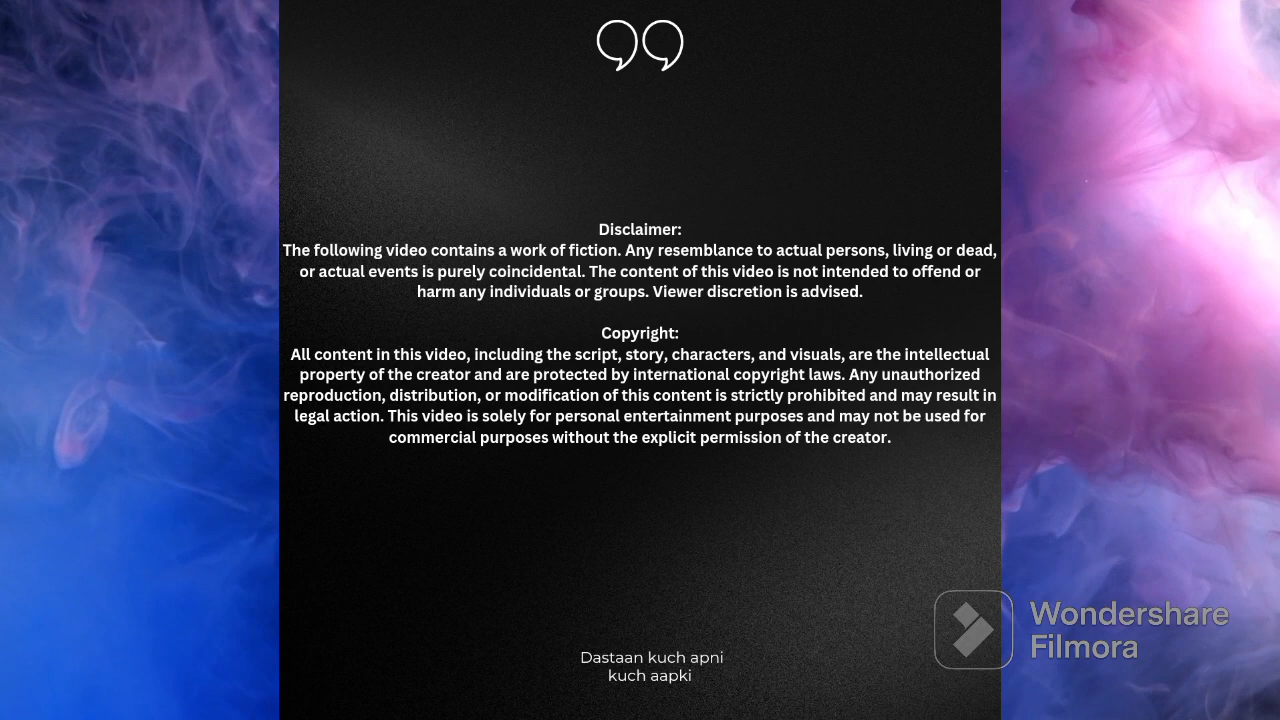 Disclaimer:
The following video contains a work of fiction. Any resemblance to actual persons, living or dead,
or actual events is purely coincidental. The content of this video is not intended to offend or
harm any individuals or groups. Viewer discretion is advised.
Copyright:
All content in this video, including the script, story, characters, and visuals, are the intellectual
property of the creator and are protected by international copyright laws. Any unauthorized
reproduction, distribution, or modification of this content is strictly prohibited and may result in
legal action. This video is solely for personal entertainment purposes and may not be used for
commercial purposes without the explicit permission of the creator.
Wondershare
Filmora
Dastaan kuch apni
kuch aapki